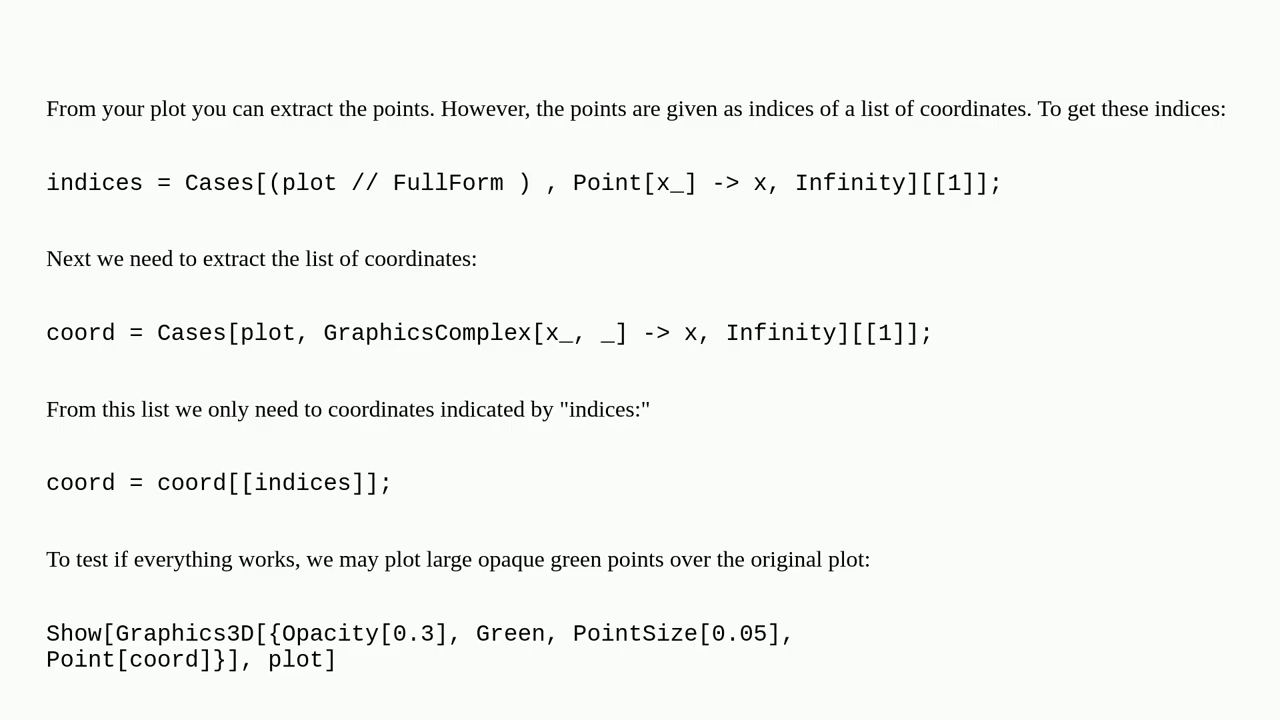 From your plot you can extract the points. However, the points are given as indices of a list of coordinates. To get these indices:
indices = Cases[(plot // FullForm ) , Point[x_] -> x, Infinity][[1]];
Next we need to extract the list of coordinates:
coord = Cases[plot, GraphicsComplex[x_, _] -> x, Infinity][[1]];
From this list we only need to coordinates indicated by "indices:"
coord = coord[[indices]];
To test if everything works, we may plot large opaque green points over the original plot:
Show[Graphics3D[{Opacity[0.3], Green, PointSize[0.05],
Point[coord]}], plot]